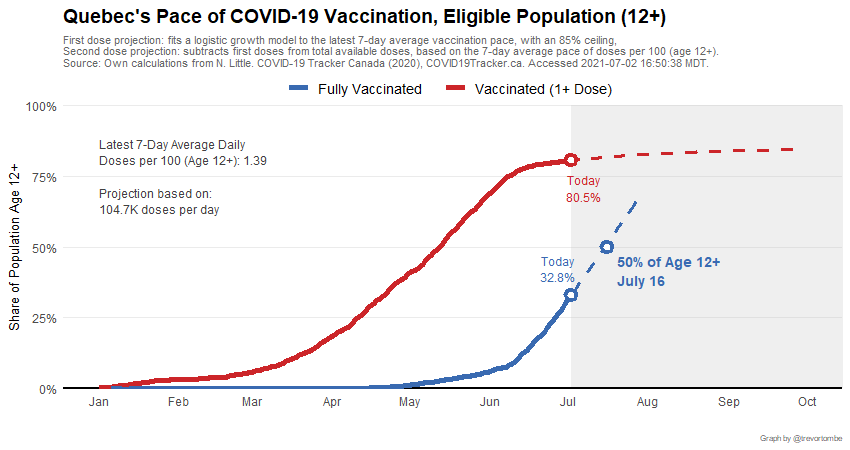 Quebec's Pace of COVID-19 Vaccination, Eligible Population (12+)
First dose projection: fits a logistic growth model to the latest 7-day average vaccination pace, with an 85% ceiling,
Second dose projection: subtracts first doses from total available doses, based on the 7-day average pace of doses per 100 (age 12+).
Source: Own calculations from N. Little. COVID-19 Tracker Canada (2020), COVID19Tracker.ca. Accessed 2021-07-02 16:50:38 MDT.
Fully Vaccinated
Vaccinated (1+ Dose)
Share of Population Age 12+
100%
75%
50%
25%
0%
Latest 7-Day Average Daily
Doses per 100 (Age 12+): 1.39
Projection based on:
104.7K doses per day
Today
80.5%
Today
32.8%
50% of Age 12+
July 16
Jan
Feb
Mar
Apr
May
Jun
Jul
Aug
Sep
Oct
Graph by @trevortombe